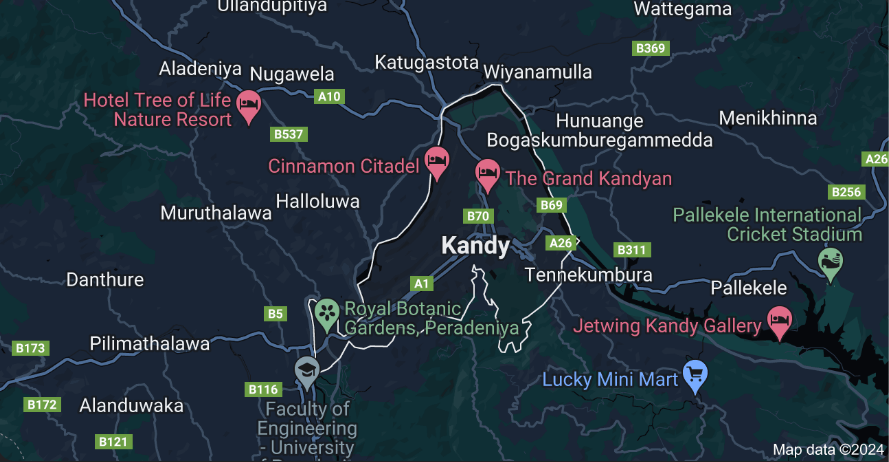 Ullandupitiya
Wattegama
B369
Katugastota
Aladeniya
Nugawela
Wiyanamulla
Hotel Tree of Life
Nature Resort
A10
B537
Hunuange
Bogaskumburegammedda
Menikhinna
A26
Cinnamon Citadel
The Grand Kandyan
B256
Muruthalawa
Halloluwa
B70
B69
Pallekele International
Cricket Stadium
Kandy
A26
B311
Danthure
A1
Tennekumbura
Pallekele
B5
Royal Botanic
Gardens, Peradeniya
Jetwing Kandy Gallery
B173
Pilimathalawa
B116
Lucky Mini Mart
B172
Alanduwaka
Faculty of
Engineering
- University
B121
Map data ©2024